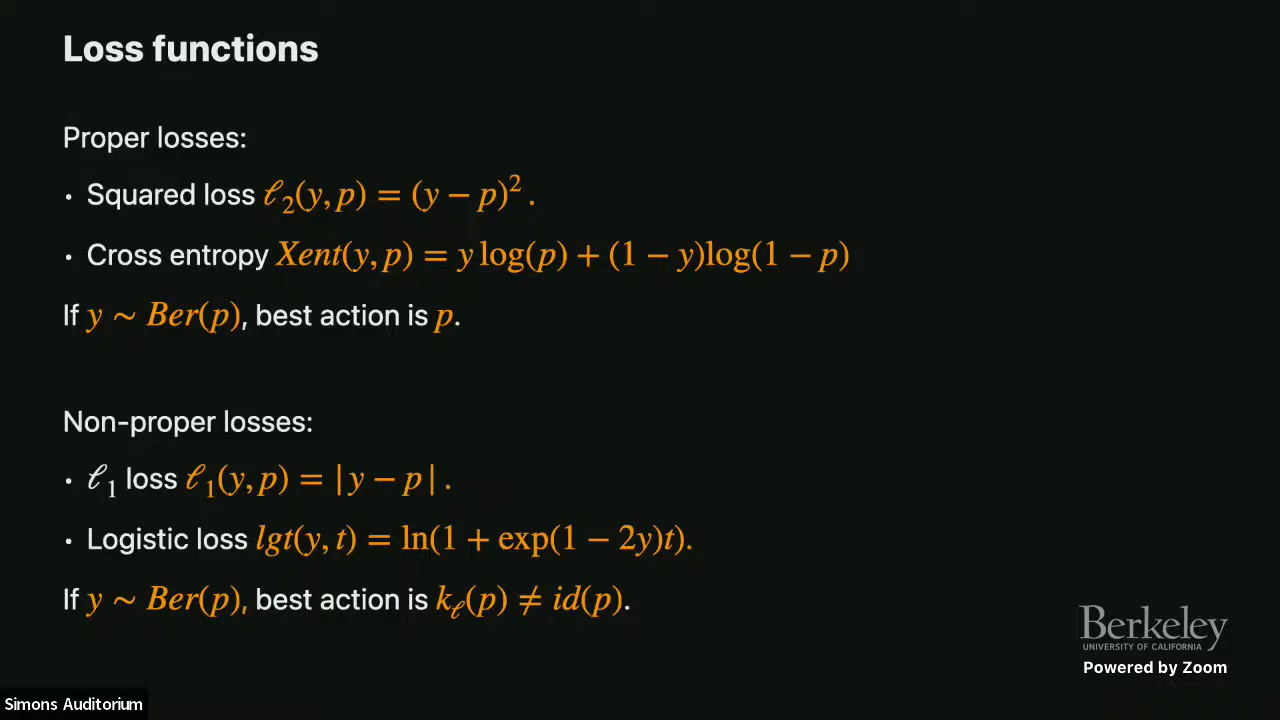 Loss functions
Proper losses:
• Squared loss ℓ₂(y, p) = (y − p)² .
• Cross entropy Xent(y, p) = y log(p) + (1 − y)log(1 − p)
If y ∼ Ber(p), best action is p.
Non-proper losses:
• ℓ₁ loss ℓ₁(y, p) = | y − p | .
• Logistic loss lgt(y, t) = ln(1 + exp(1 − 2y)t).
If y ∼ Ber(p), best action is k_ℓ(p) ≠ id(p).
Berkeley
UNIVERSITY OF CALIFORNIA
Powered by Zoom
Simons Auditorium